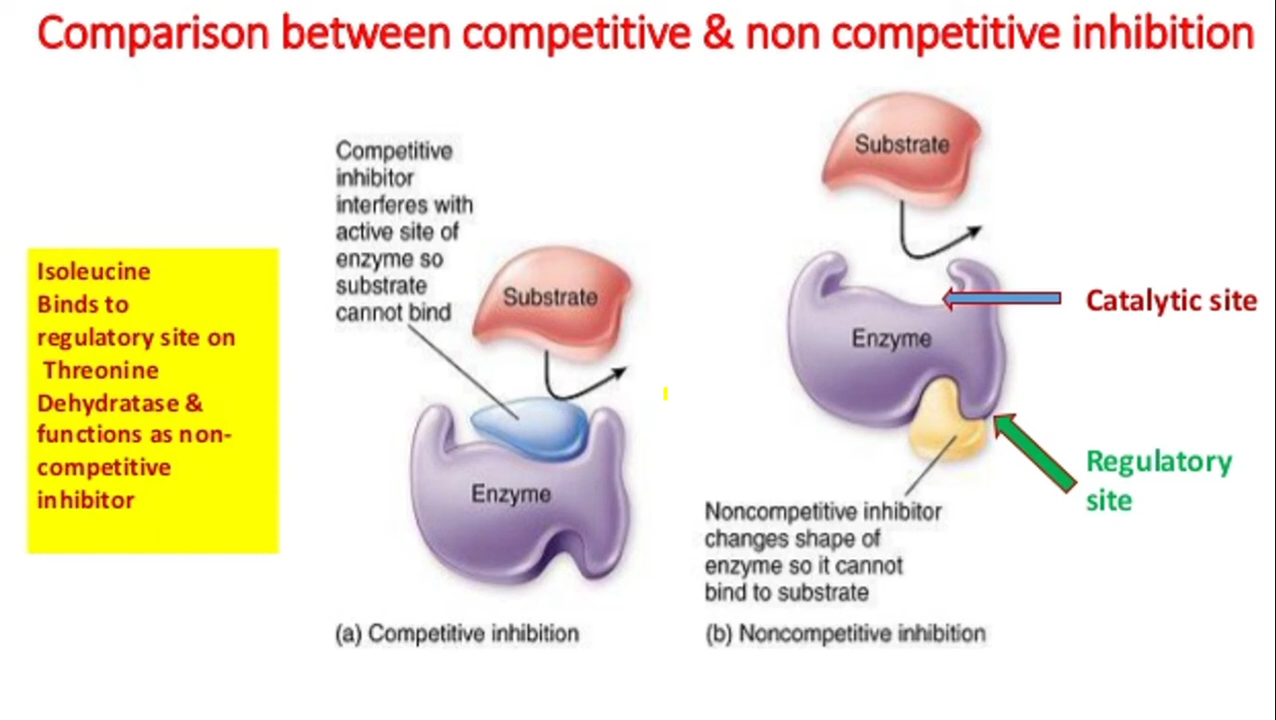 Comparison between competitive & non competitive inhibition
Isoleucine
Binds to
regulatory site on
Threonine
Dehydratase &
functions as non-
competitive
inhibitor
Competitive
inhibitor
interferes with
active site of
enzyme so
substrate
cannot bind
Substrate
Enzyme
(a) Competitive inhibition
Substrate
Enzyme
Catalytic site
Regulatory
site
Noncompetitive inhibitor
changes shape of
enzyme so it cannot
bind to substrate
(b) Noncompetitive inhibition